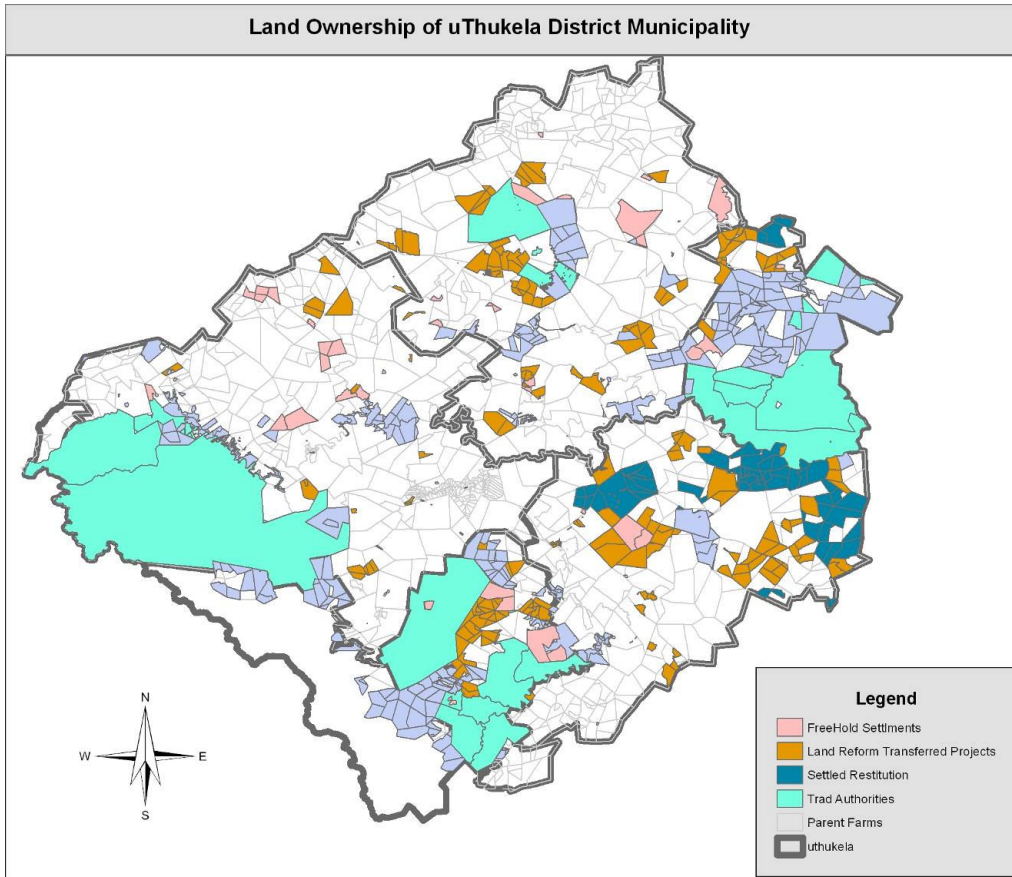 Land Ownership of uThukela District Municipality
N
W
E
S
Legend
FreeHold Settlments
Land Reform Transferred Projects
Settled Restitution
Trad Authorities
Parent Farms
uthukela